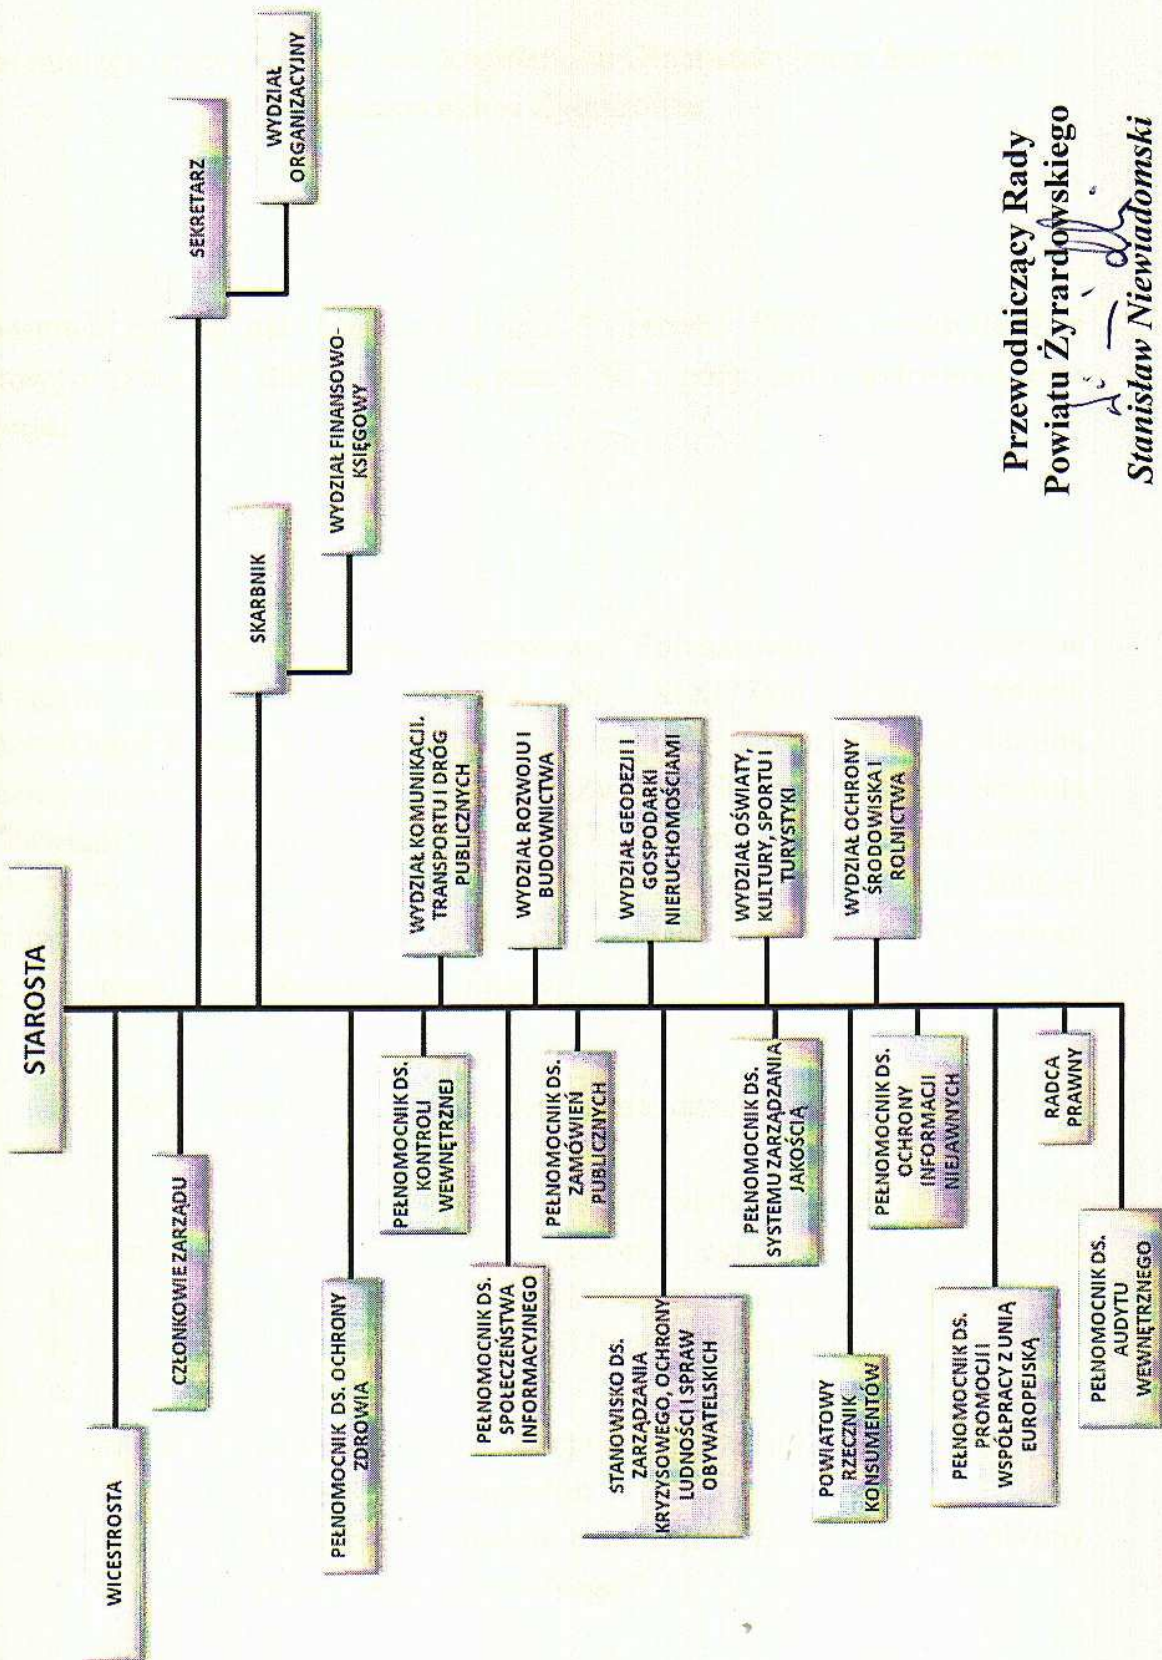 STAROSTA
WICESTROSTA
CZŁONKOWIE ZARZĄDU
SEKRETARZ
WYDZIAŁ
ORGANIZACYJNY
SKARBNIK
WYDZIAŁ FINANSOWO-
KSIĘGOWY
PEŁNOMOCNIK DS. OCHRONY
ZDROWIA
PEŁNOMOCNIK DS.
KONTROLI
WEWNĘTRZNEJ
WYDZIAŁ KOMUNIKACJI.
TRANSPORTU I DRÓG
PUBLICZNYCH
PEŁNOMOCNIK DS.
SPOŁECZEŃSTWA
INFORMACYJNEGO
PEŁNOMOCNIK DS.
ZAMÓWIEŃ
PUBLICZNYCH
WYDZIAŁ ROZWOJU I
BUDOWNICTWA
STANOWISKO DS.
ZARZĄDZANIA
KRYZYSOWEGO, OCHRONY
LUDNOŚCI I SPRAW
OBYWATELSKICH
WYDZIAŁ GEODEZJI I
GOSPODARKI
NIERUCHOMOŚCIAMI
PEŁNOMOCNIK DS.
SYSTEMU ZARZĄDZANIA
JAKOŚCIĄ
WYDZIAŁ OŚWIATY,
KULTURY, SPORTU I
TURYSTYKI
POWIATOWY
RZECZNIK
KONSUMENTÓW
PEŁNOMOCNIK DS.
OCHRONY
INFORMACJI
NIEJAWNYCH
WYDZIAŁ OCHRONY
ŚRODOWISKA I
ROLNICTWA
PEŁNOMOCNIK DS.
PROMOCJI I
WSPÓŁPRACY Z UNIĄ
EUROPEJSKĄ
RADCA
PRAWNY
PEŁNOMOCNIK DS.
AUDYTU
WEWNĘTRZNEGO
Przewodniczący Rady
Powiatu Żyrardowskiego
Stanisław Niewiadomski